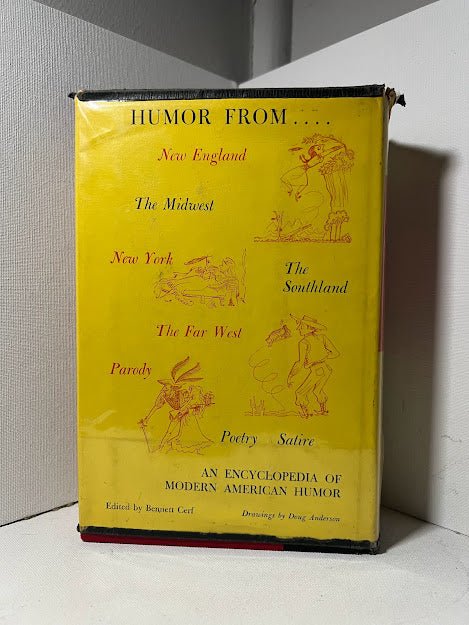 HUMOR FROM....
New England
The Midwest
New York
The
Southland
The Far West
Parody
Poetry Satire
AN ENCYCLOPEDIA OF
MODERN AMERICAN HUMOR
Edited by Bennett Cerf
Drawings by Doug Anderson